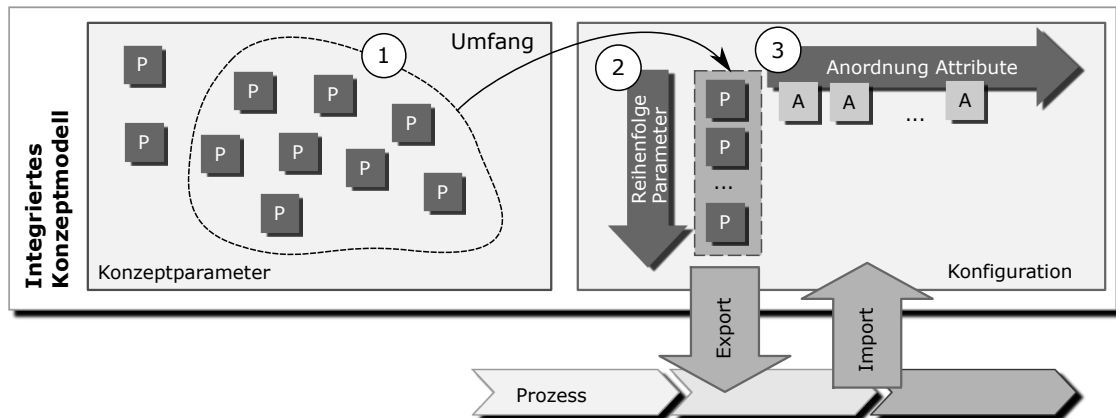 Integriertes
Konzeptmodell
P
P
P
P
P
P
P
P
P
P
1
Umfang
Konzeptparameter
2
Reihenfolge
Parameter
P
P
...
P
3
Anordnung Attribute
A
A
...
A
Konfiguration
Export
Import
Prozess